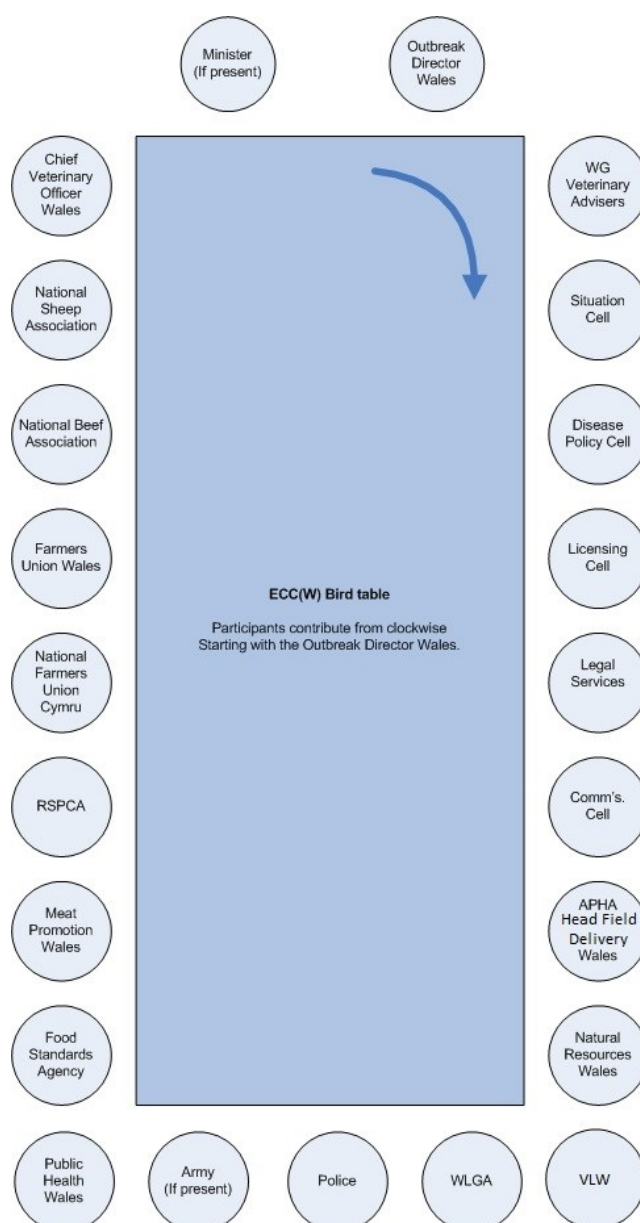 Minister
(If present)
Outbreak
Director
Wales
Chief
Veterinary
Officer
Wales
WG
Veterinary
Advisers
National
Sheep
Association
Situation
Cell
National Beef
Association
Disease
Policy Cell
Farmers
Union Wales
Licensing
Cell
ECC(W) Bird table
Participants contribute from clockwise
Starting with the Outbreak Director Wales.
National
Farmers
Union
Cymru
Legal
Services
RSPCA
Comm's.
Cell
Meat
Promotion
Wales
APHA
Head Field
Delivery
Wales
Food
Standards
Agency
Natural
Resources
Wales
Public
Health
Wales
Army
(If present)
Police
WLGA
VLW